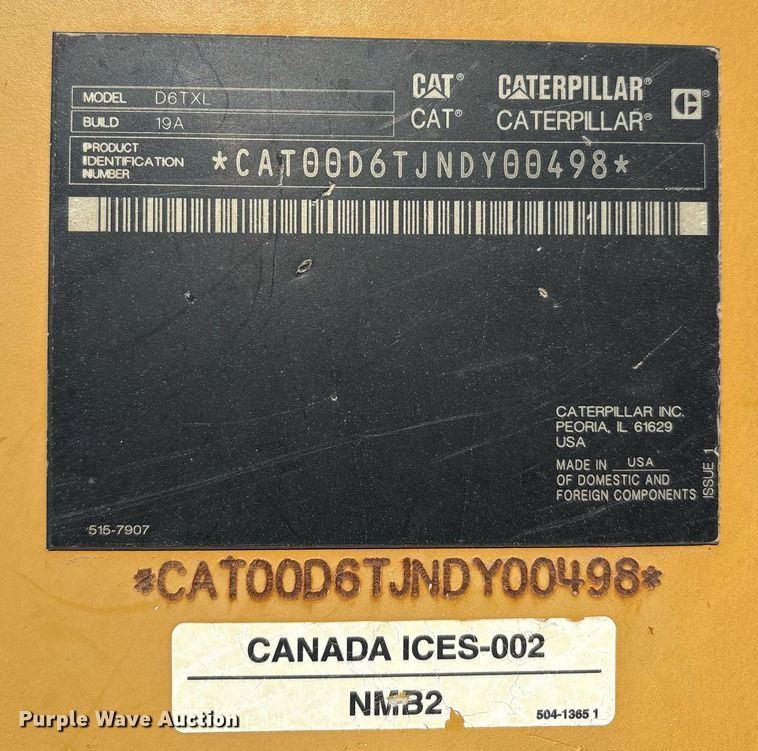 CAT® CATERPILLAR®
MODEL D6TXL
CAT® CATERPILLAR®
BUILD 19A
PRODUCT IDENTIFICATION NUMBER *CAT00D6TJNDY00498*
CATERPILLAR INC.
PEORIA, IL 61629
USA
MADE IN USA
OF DOMESTIC AND
FOREIGN COMPONENTS
ISSUE 1
515-7907
*CAT00D6TJNDY00498*
CANADA ICES-002
NMB2
504-1365 1
Purple Wave Auction